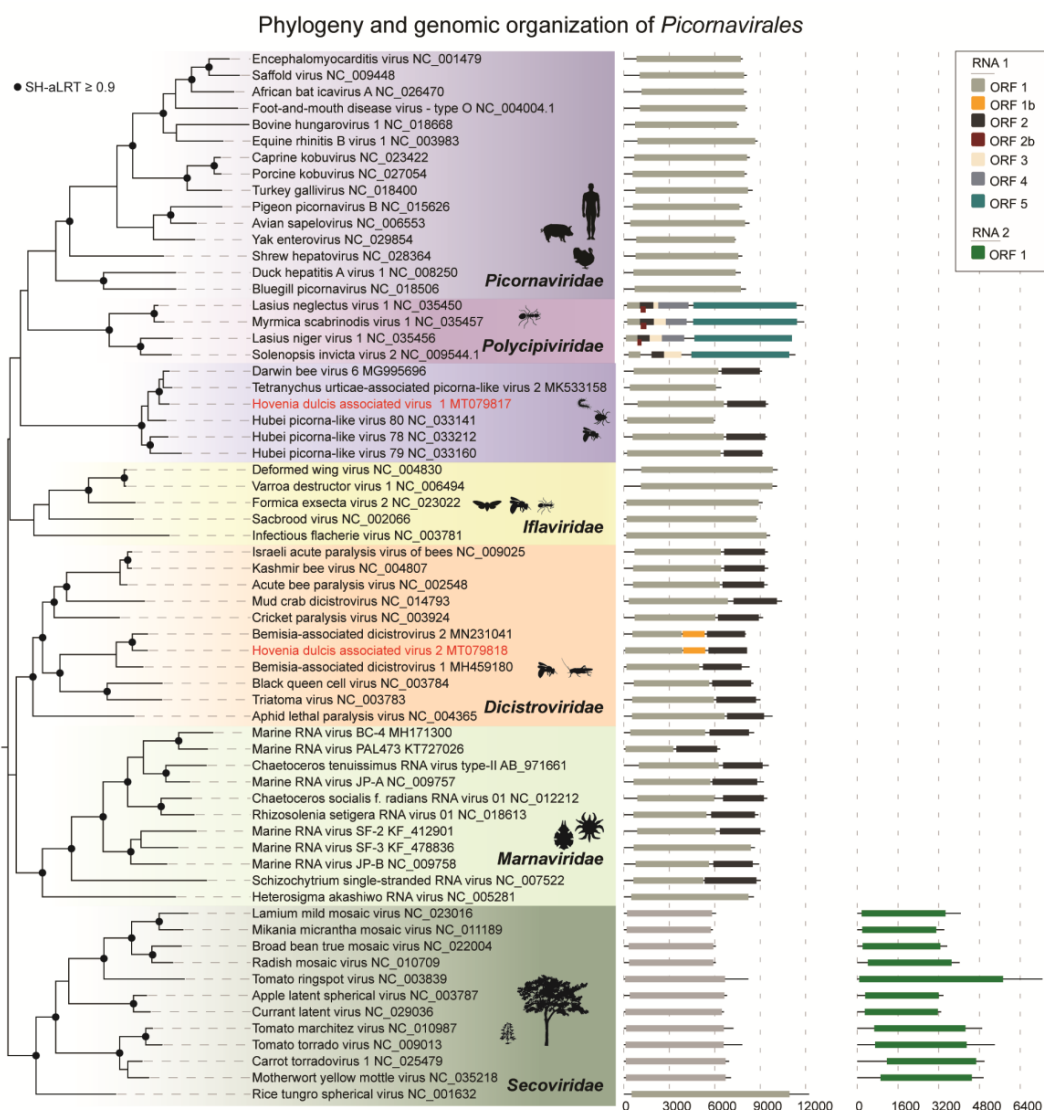 Phylogeny and genomic organization of Picornavirales
SH-aLRT ≥ 0.9
Encephalomyocarditis virus NC_001479
Saffold virus NC_009448
African bat icavirus A NC_026470
Foot-and-mouth disease virus - type O NC_004004.1
Bovine hungarovirus 1 NC_018668
Equine rhinitis B virus 1 NC_003983
Caprine kobuvirus NC_023422
Porcine kobuvirus NC_027054
Turkey gallivirus NC_018400
Pigeon picornavirus B NC_015626
Avian sapelovirus NC_006553
Yak enterovirus NC_029854
Shrew hepatovirus NC_028364
Duck hepatitis A virus 1 NC_008250
Bluegill picornavirus NC_018506
Picornaviridae
Lasius neglectus virus 1 NC_035450
Myrmica scabrinodis virus 1 NC_035457
Lasius niger virus 1 NC_035456
Solenopsis invicta virus 2 NC_009544.1
Polycipiviridae
Darwin bee virus 6 MG995696
Tetranychus urticae-associated picorna-like virus 2 MK533158
Hovenia dulcis associated virus 1 MT079817
Hubei picorna-like virus 80 NC_033141
Hubei picorna-like virus 78 NC_033212
Hubei picorna-like virus 79 NC_033160
Deformed wing virus NC_004830
Varroa destructor virus 1 NC_006494
Formica exsecta virus 2 NC_023022
Sacbrood virus NC_002066
Infectious flacherie virus NC_003781
Iflaviridae
Israeli acute paralysis virus of bees NC_009025
Kashmir bee virus NC_004807
Acute bee paralysis virus NC_002548
Mud crab dicistrovirus NC_014793
Cricket paralysis virus NC_003924
Bemisia-associated dicistrovirus 2 MN231041
Hovenia dulcis associated virus 2 MT079818
Bemisia-associated dicistrovirus 1 MH459180
Black queen cell virus NC_003784
Triatoma virus NC_003783
Aphid lethal paralysis virus NC_004365
Dicistroviridae
Marine RNA virus BC-4 MH171300
Marine RNA virus PAL473 KT727026
Chaetoceros tenuissimus RNA virus type-II AB_971661
Marine RNA virus JP-A NC_009757
Chaetoceros socialis f. radians RNA virus 01 NC_012212
Rhizosolenia setigera RNA virus 01 NC_018613
Marine RNA virus SF-2 KF_412901
Marine RNA virus SF-3 KF_478836
Marine RNA virus JP-B NC_009758
Schizochytrium single-stranded RNA virus NC_007522
Heterosigma akashiwo RNA virus NC_005281
Marnaviridae
Lamium mild mosaic virus NC_023016
Mikania micrantha mosaic virus NC_011189
Broad bean true mosaic virus NC_022004
Radish mosaic virus NC_010709
Tomato ringspot virus NC_003839
Apple latent spherical virus NC_003787
Currant latent virus NC_029036
Tomato marchitez virus NC_010987
Tomato torrado virus NC_009013
Carrot torradovirus 1 NC_025479
Motherwort yellow mottle virus NC_035218
Rice tungro spherical virus NC_001632
Secoviridae
0 3000 6000 9000 12000
0 1600 3200 4800 6400
RNA 1
ORF 1
ORF 1b
ORF 2
ORF 2b
ORF 3
ORF 4
ORF 5
RNA 2
ORF 1